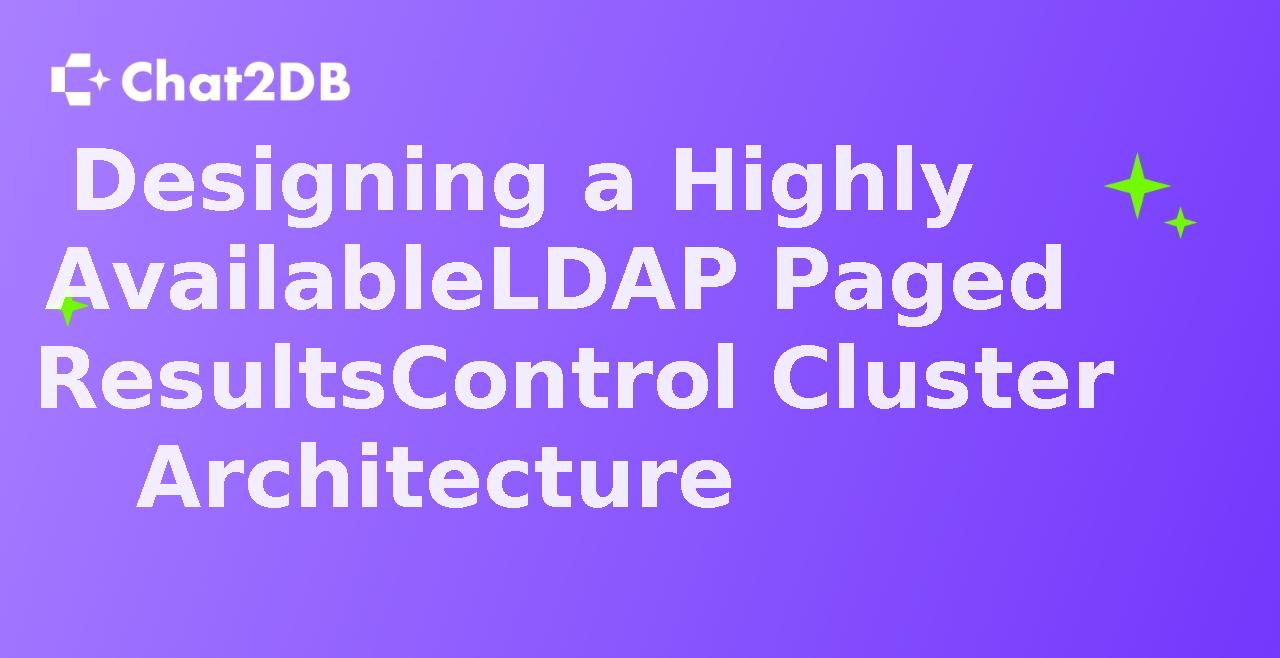 Chat2DB
Designing a Highly
AvailableLDAP Paged
ResultsControl Cluster
Architecture